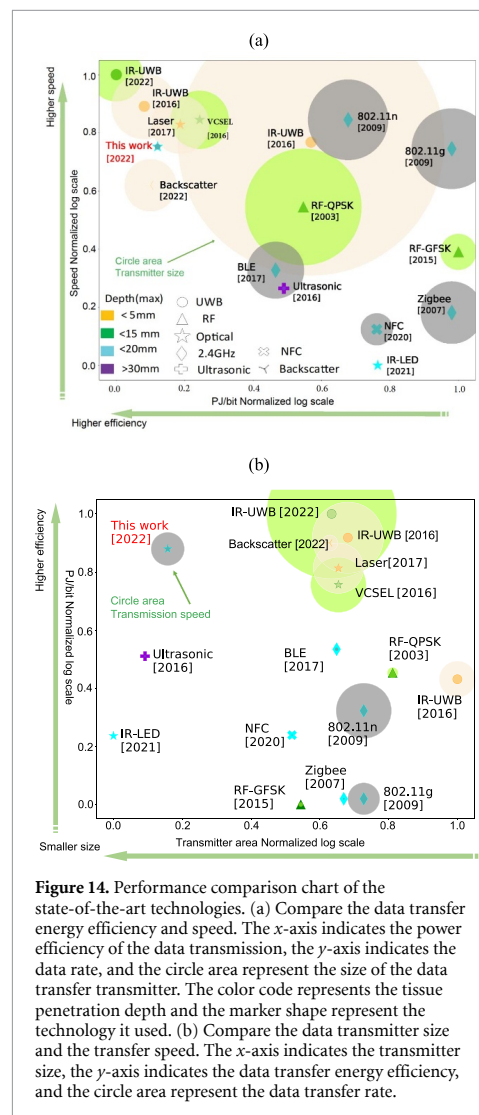 (a)
Higher speed
Speed Normalized log scale
1.0
0.8
0.6
0.4
0.2
0.0
IR-UWB
[2022]
IR-UWB
[2016]
Laser
[2017]
VCSEL
[2016]
This work
[2022]
Backscatter
[2022]
IR-UWB
[2016]
802.11n
[2009]
802.11g
[2009]
RF-QPSK
[2003]
RF-GFSK
[2015]
Circle area
Transmitter size
BLE
[2017]
Ultrasonic
[2016]
Zigbee
[2007]
NFC
[2020]
IR-LED
[2021]
Depth(max)
< 5mm
<15 mm
<20mm
>30mm
UWB
RF
Optical
2.4GHz
Ultrasonic
NFC
Backscatter
0.0 0.2 0.4 0.6 0.8 1.0
PJ/bit Normalized log scale
Higher efficiency
(b)
Higher efficiency
PJ/bit Normalized log
scale
1.0
0.8
0.6
0.4
0.2
0.0
This work
[2022]
Circle area
Transmission speed
IR-UWB [2022]
IR-UWB [2016]
Backscatter [2022]
Laser[2017]
VCSEL [2016]
Ultrasonic
[2016]
BLE
[2017]
RF-QPSK
[2003]
IR-UWB
[2016]
IR-LED
[2021]
NFC
[2020]
802.11n
[2009]
Zigbee
[2007]
RF-GFSK
[2015]
802.11g
[2009]
0.0 0.2 0.4 0.6 0.8 1.0
Smaller size
Transmitter area Normalized log scale
Figure 14. Performance comparison chart of the
state-of-the-art technologies. (a) Compare the data transfer
energy efficiency and speed. The x-axis indicates the power
efficiency of the data transmission, the y-axis indicates the
data rate, and the circle area represent the size of the data
transfer transmitter. The color code represents the tissue
penetration depth and the marker shape represent the
technology it used. (b) Compare the data transmitter size
and the transfer speed. The x-axis indicates the transmitter
size, the y-axis indicates the data transfer energy efficiency,
and the circle area represent the data transfer rate.